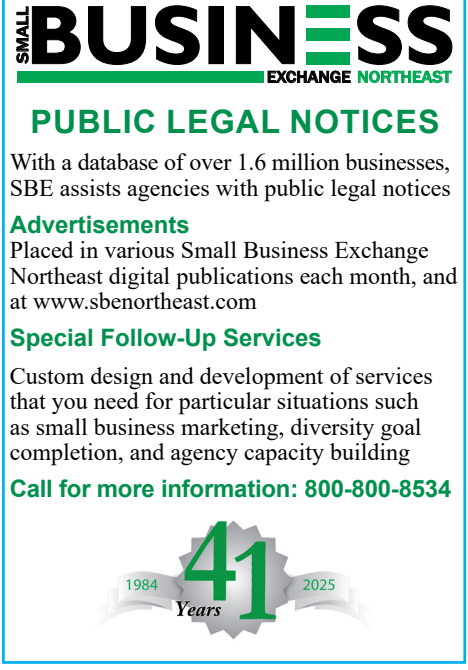 SMALL
BUSINESS
EXCHANGE NORTHEAST
PUBLIC LEGAL NOTICES
With a database of over 1.6 million businesses,
SBE assists agencies with public legal notices
Advertisements
Placed in various Small Business Exchange
Northeast digital publications each month, and
at www.sbenortheast.com
Special Follow-Up Services
Custom design and development of services
that you need for particular situations such
as small business marketing, diversity goal
completion, and agency capacity building
Call for more information: 800-800-8534
1984
41
Years
2025